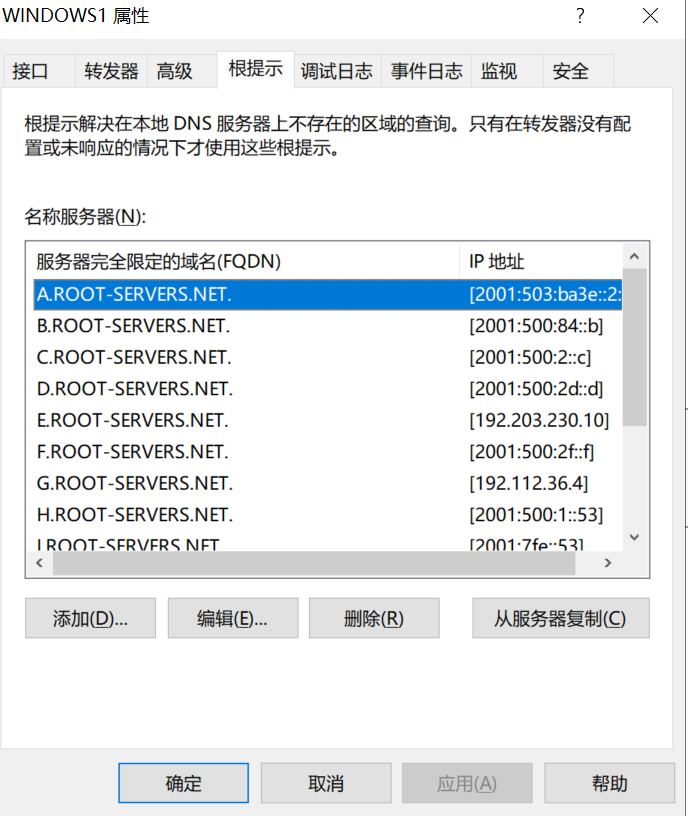 WINDOWS1 属性
?
接口 转发器 高级 根提示 调试日志 事件日志 监视 安全
根提示解决在本地 DNS 服务器上不存在的区域的查询。只有在转发器没有配
置或未响应的情况下才使用这些根提示。
名称服务器(N):
服务器完全限定的域名(FQDN) IP 地址
A.ROOT-SERVERS.NET. [2001:503:ba3e::2:
B.ROOT-SERVERS.NET. [2001:500:84::b]
C.ROOT-SERVERS.NET. [2001:500:2::c]
D.ROOT-SERVERS.NET. [2001:500:2d::d]
E.ROOT-SERVERS.NET. [192.203.230.10]
F.ROOT-SERVERS.NET. [2001:500:2f::f]
G.ROOT-SERVERS.NET. [192.112.36.4]
H.ROOT-SERVERS.NET. [2001:500:1::53]
I.ROOT-SERVERS.NET. [2001:7fe::53]
添加(D)... 编辑(E)... 删除(R) 从服务器复制(C)
确定 取消 应用(A) 帮助